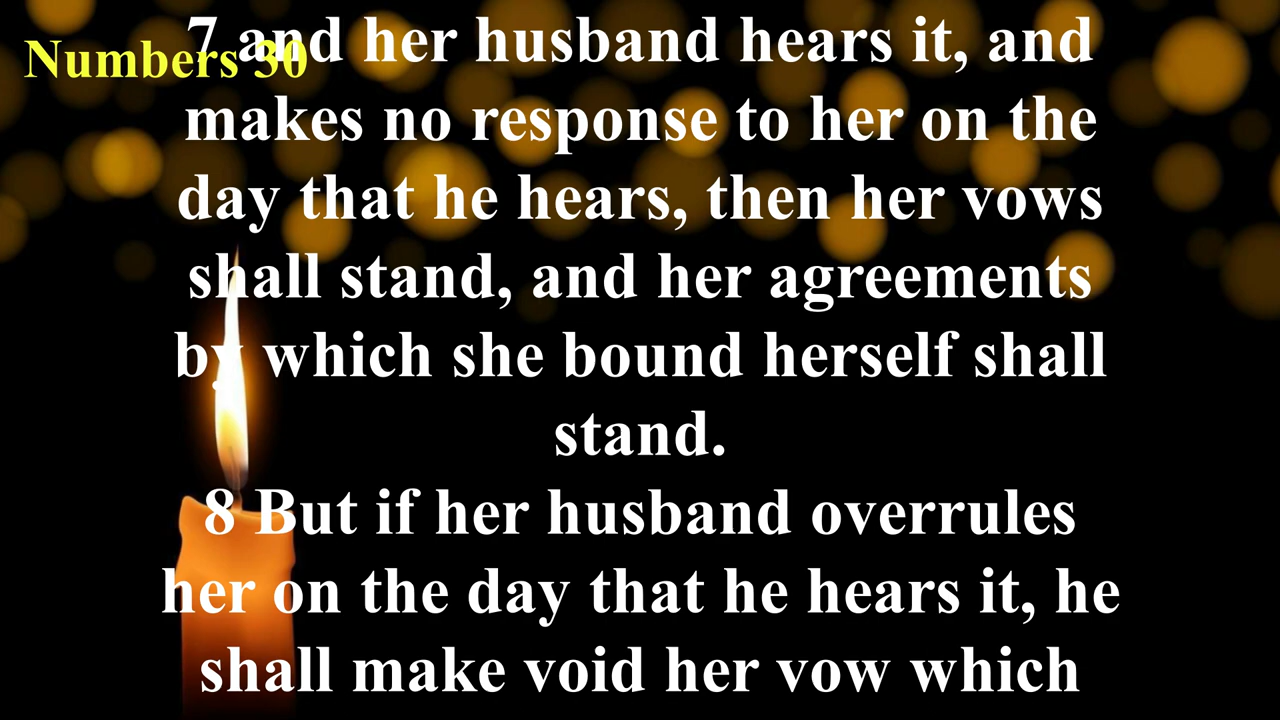 Numbers 30
7 and her husband hears it, and
makes no response to her on the
day that he hears, then her vows
shall stand, and her agreements
by which she bound herself shall
stand.
8 But if her husband overrules
her on the day that he hears it, he
shall make void her vow which